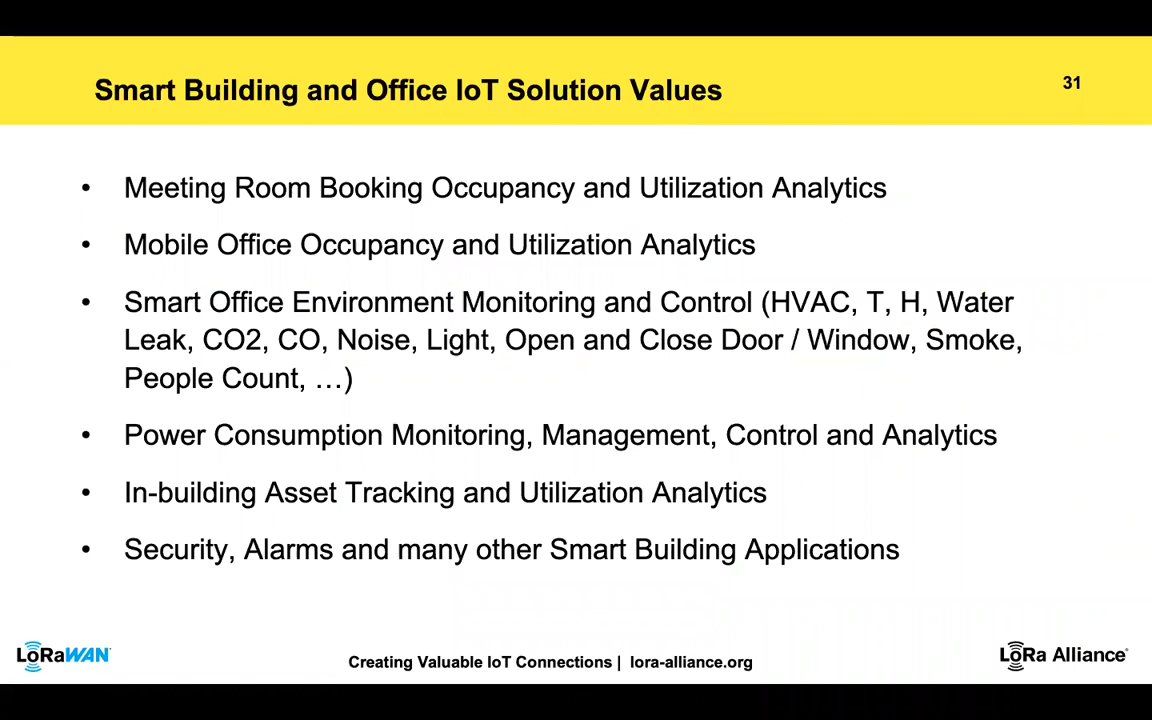 Smart Building and Office IoT Solution Values
31
• Meeting Room Booking Occupancy and Utilization Analytics
• Mobile Office Occupancy and Utilization Analytics
• Smart Office Environment Monitoring and Control (HVAC, T, H, Water
Leak, CO2, CO, Noise, Light, Open and Close Door / Window, Smoke,
People Count, …)
• Power Consumption Monitoring, Management, Control and Analytics
• In-building Asset Tracking and Utilization Analytics
• Security, Alarms and many other Smart Building Applications
LoRaWAN
Creating Valuable IoT Connections | lora-alliance.org
LoRa Alliance